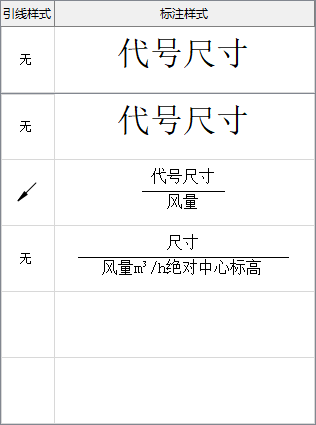 引线样式 标注样式
无 代号尺寸
无 代号尺寸
代号尺寸
风量
尺寸
无 风量m³/h绝对中心标高